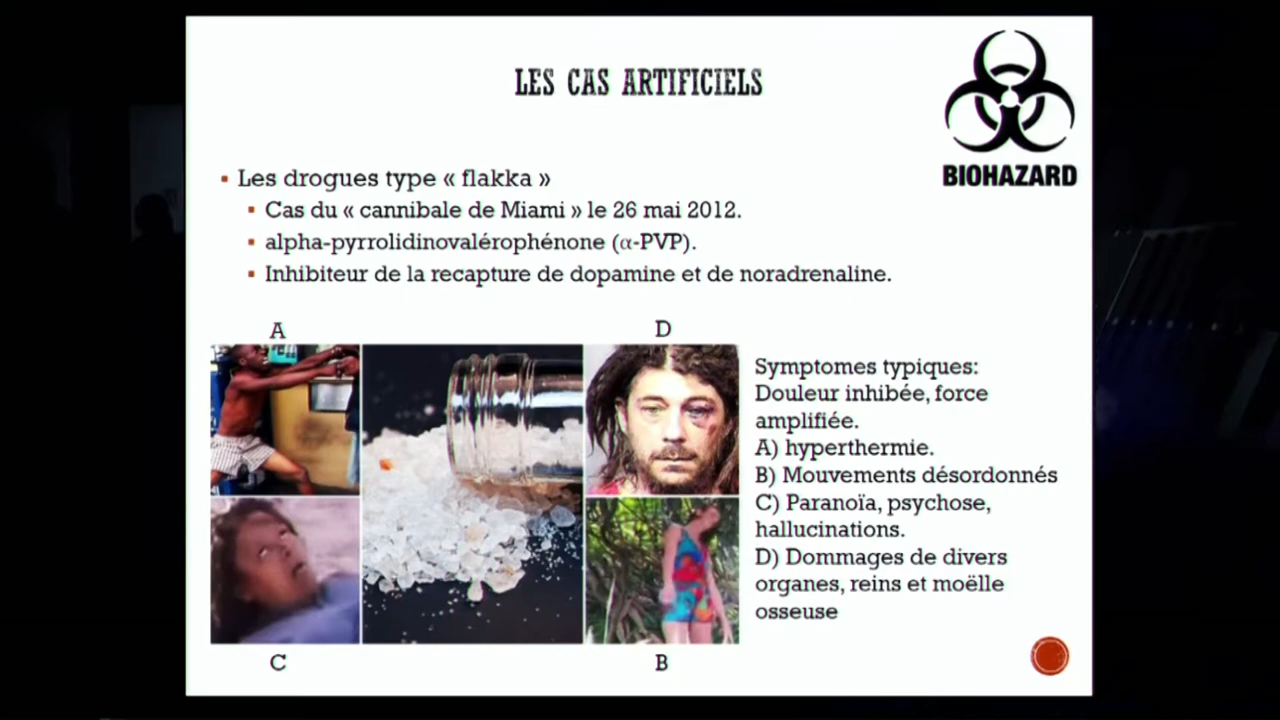 LES CAS ARTIFICIELS
BIOHAZARD
▪ Les drogues type « flakka »
▪ Cas du « cannibale de Miami » le 26 mai 2012.
▪ alpha-pyrrolidinovalérophénone (α-PVP).
▪ Inhibiteur de la recapture de dopamine et de noradrenaline.
A
D
Symptomes typiques:
Douleur inhibée, force
amplifiée.
A) hyperthermie.
B) Mouvements désordonnés
C) Paranoïa, psychose,
hallucinations.
D) Dommages de divers
organes, reins et moëlle
osseuse
C
B